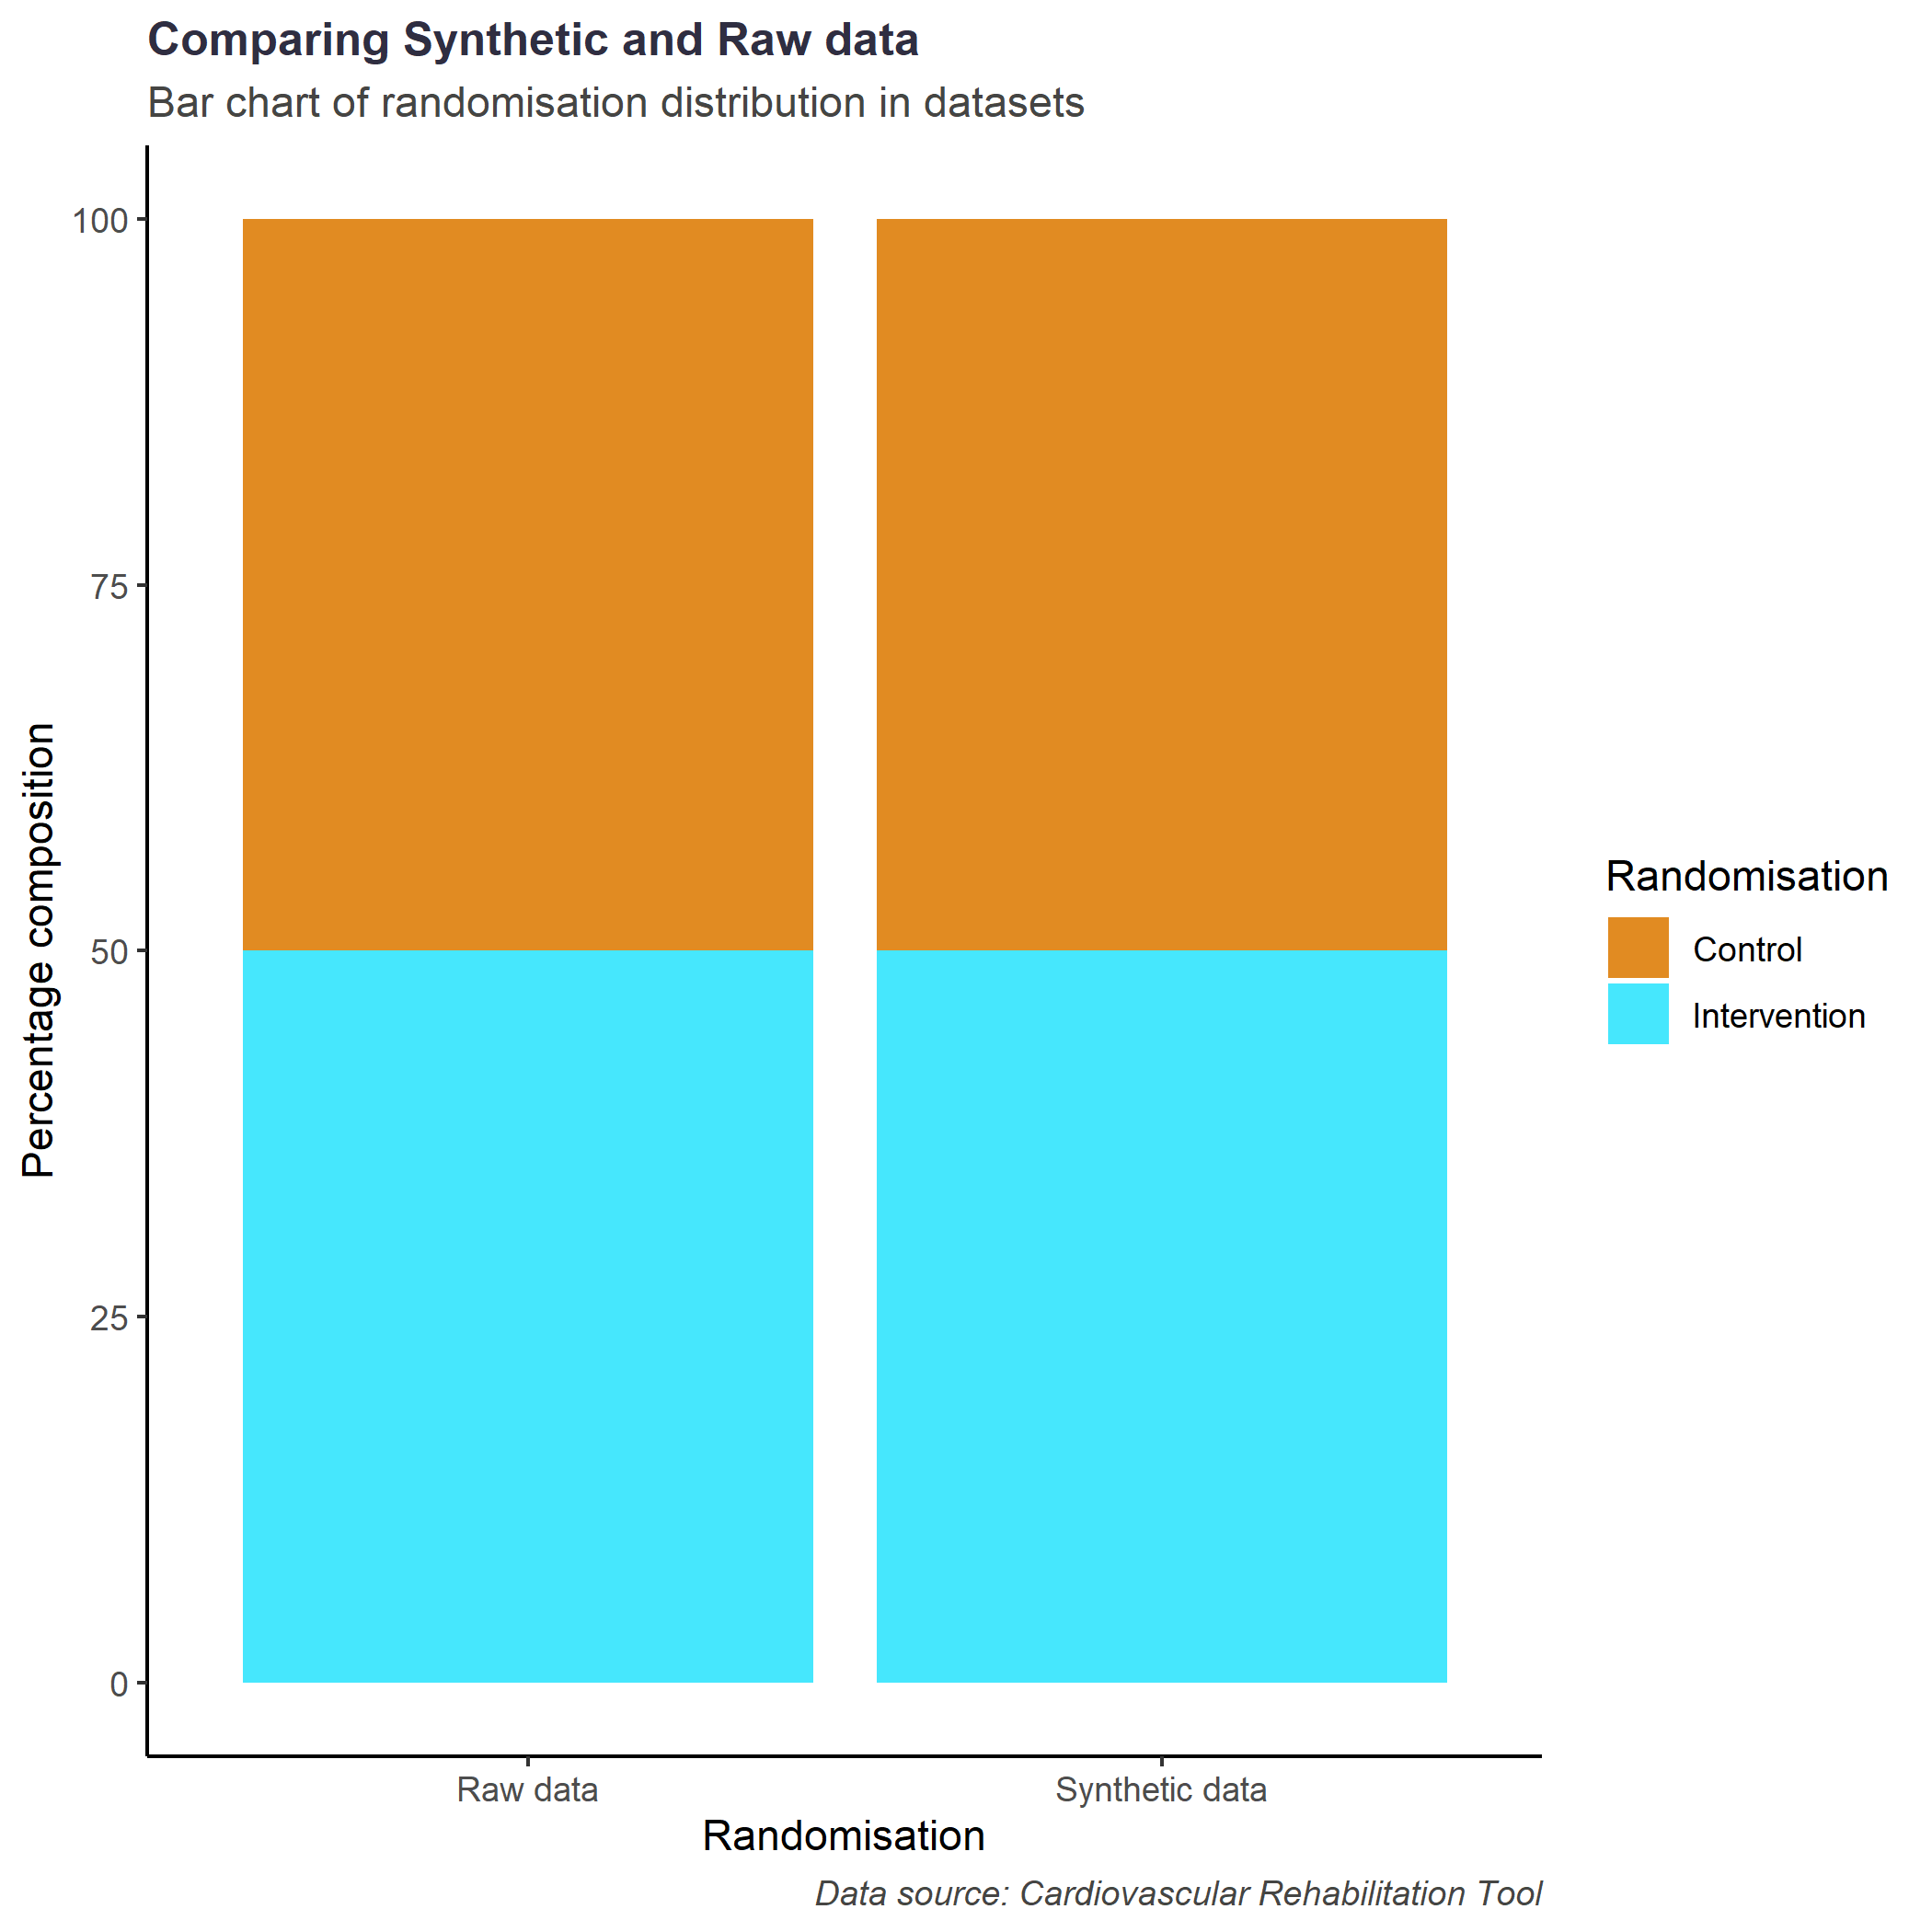 Comparing Synthetic and Raw data
Bar chart of randomisation distribution in datasets
100
75
50
25
0
Percentage composition
Raw data
Synthetic data
Randomisation
Data source: Cardiovascular Rehabilitation Tool
Randomisation
Control
Intervention